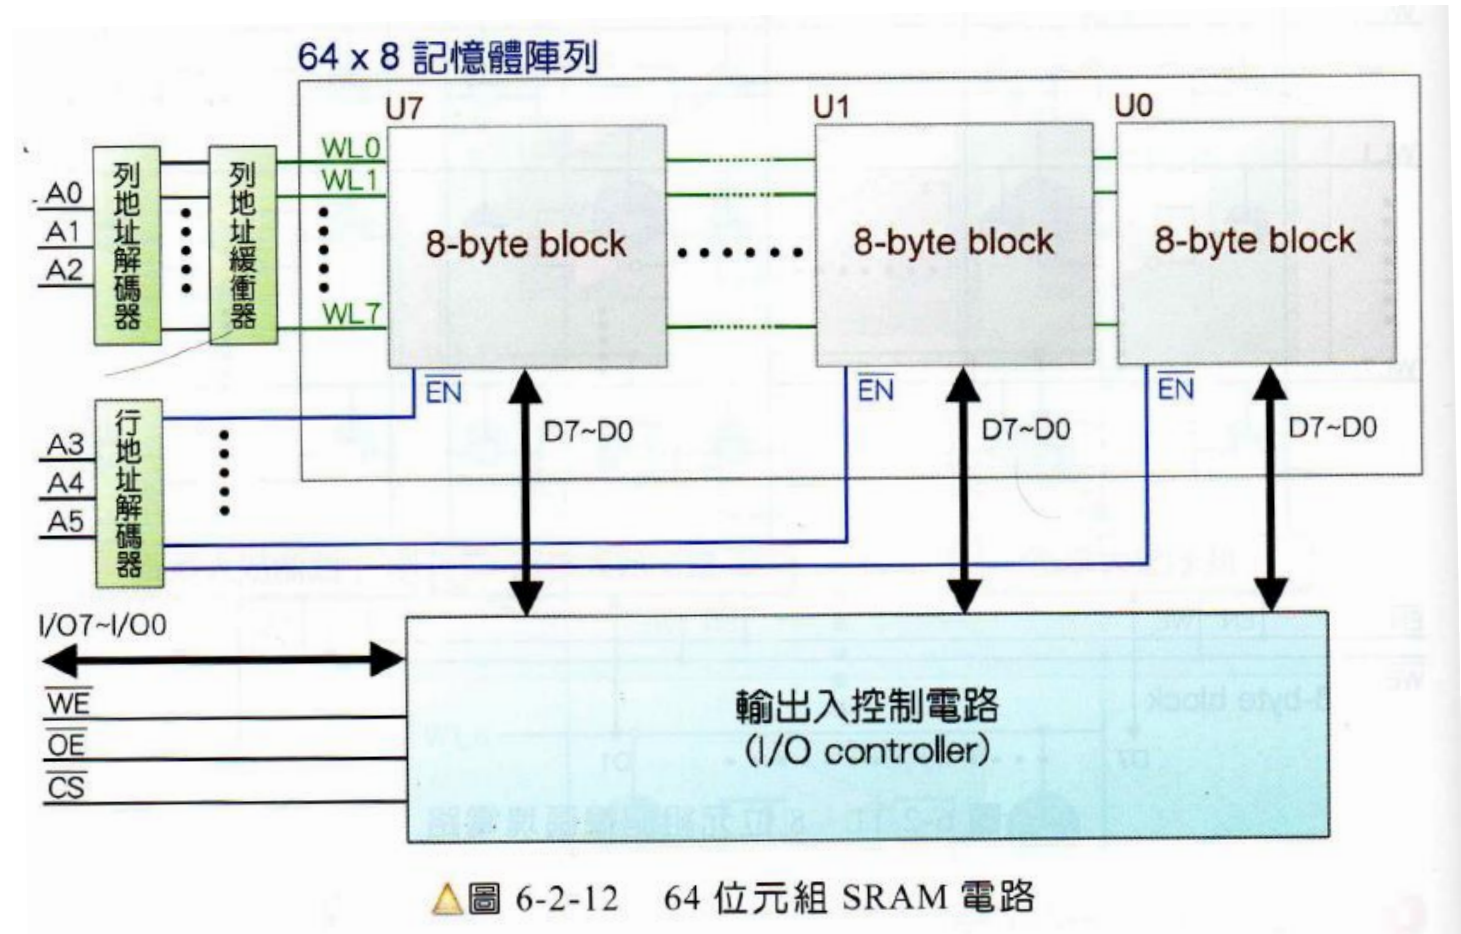 64 x 8 記憶體陣列
U7
U1
U0
WL0
WL1
WL7
A0
A1
A2
列地址解碼器
列地址緩衝器
8-byte block
8-byte block
8-byte block
EN
EN
EN
D7~D0
D7~D0
D7~D0
A3
A4
A5
行地址解碼器
I/O7~I/O0
WE
OE
CS
輸出入控制電路
(I/O controller)
圖 6-2-12 64 位元組 SRAM 電路